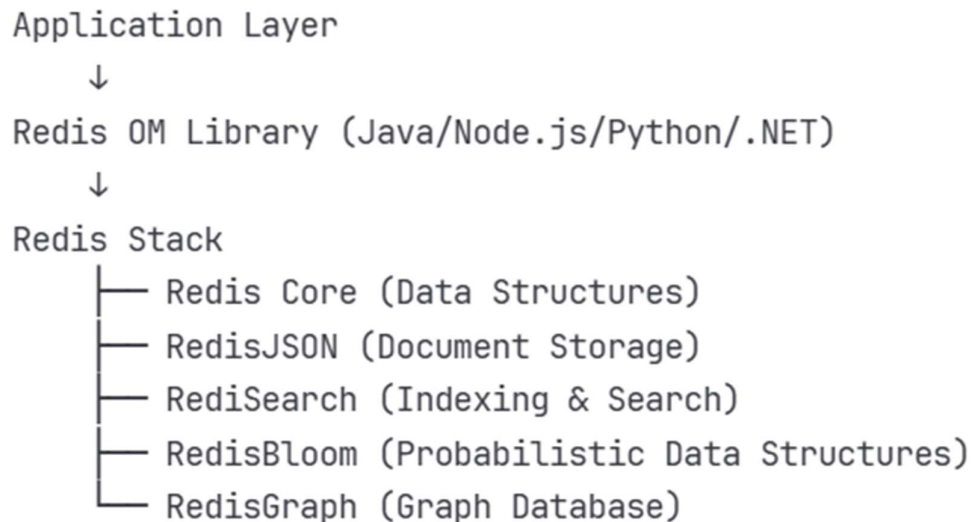 Application Layer
↓
Redis OM Library (Java/Node.js/Python/.NET)
↓
Redis Stack
├── Redis Core (Data Structures)
├── RedisJSON (Document Storage)
├── RediSearch (Indexing & Search)
├── RedisBloom (Probabilistic Data Structures)
└── RedisGraph (Graph Database)